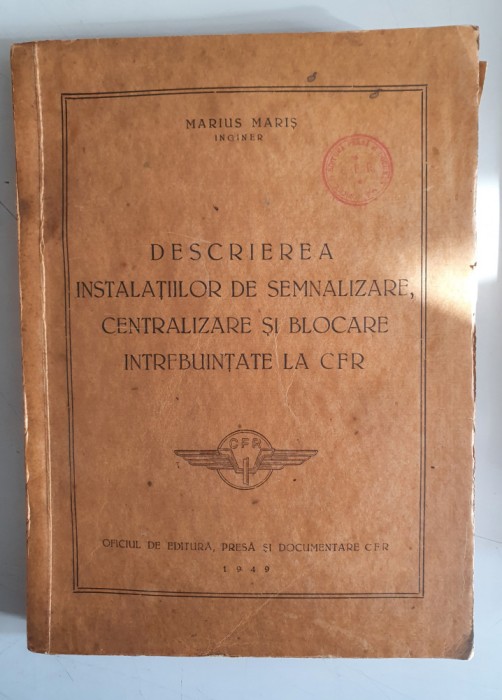 MARIUS MARIȘ
INGINER
DESCRIEREA
INSTALAȚIILOR DE SEMNALIZARE,
CENTRALIZARE ȘI BLOCARE
INTREBUINȚATE LA CFR
CFR
OFICIUL DE EDITURA, PRESĂ ȘI DOCUMENTARE CFR
1949